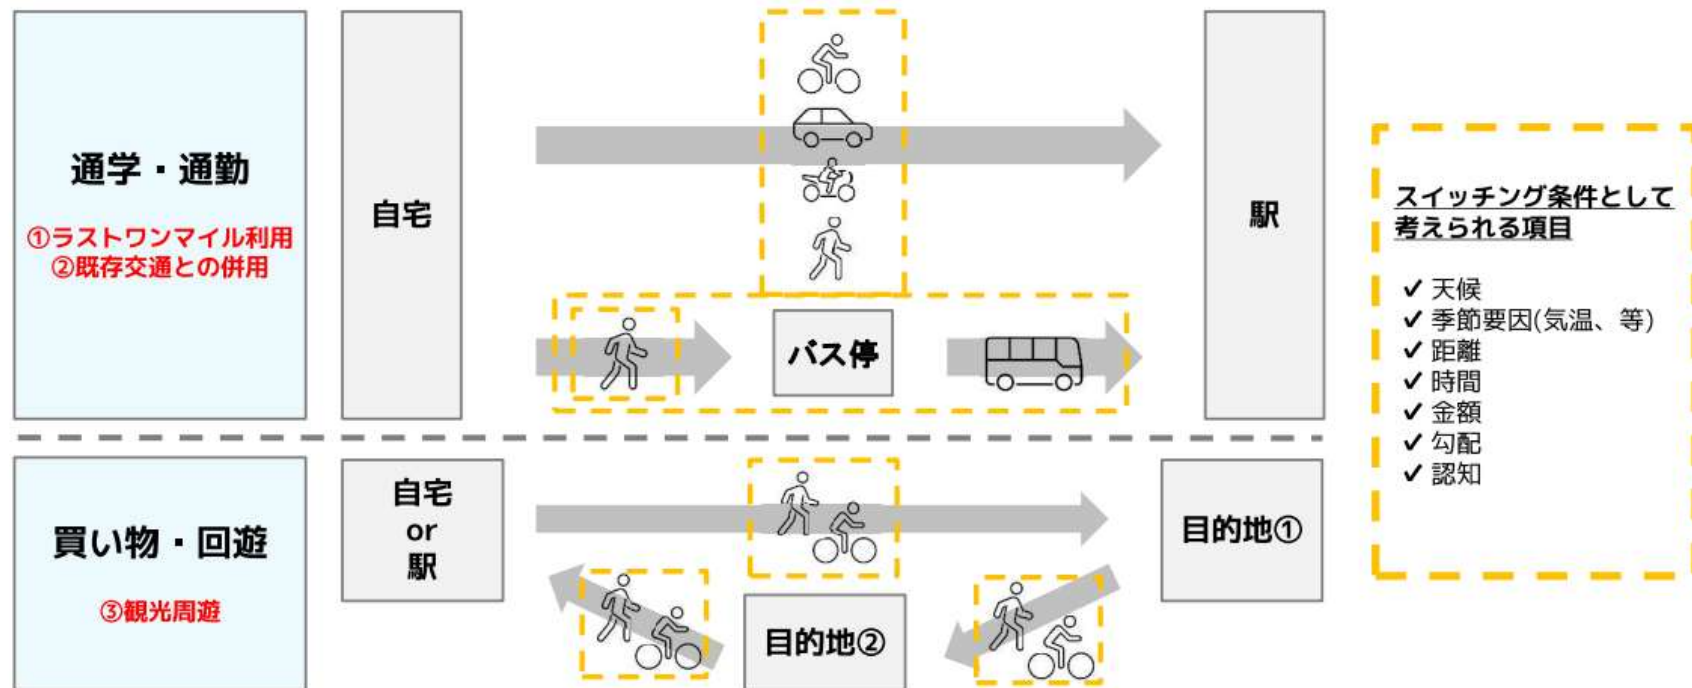 通学・通勤
①ラストワンマイル利用
②既存交通との併用
自宅
バス停
駅
買い物・回遊
③観光周遊
自宅
or
駅
目的地①
目的地②
スイッチング条件として
考えられる項目
✓ 天候
✓ 季節要因(気温、等)
✓ 距離
✓ 時間
✓ 金額
✓ 勾配
✓ 認知